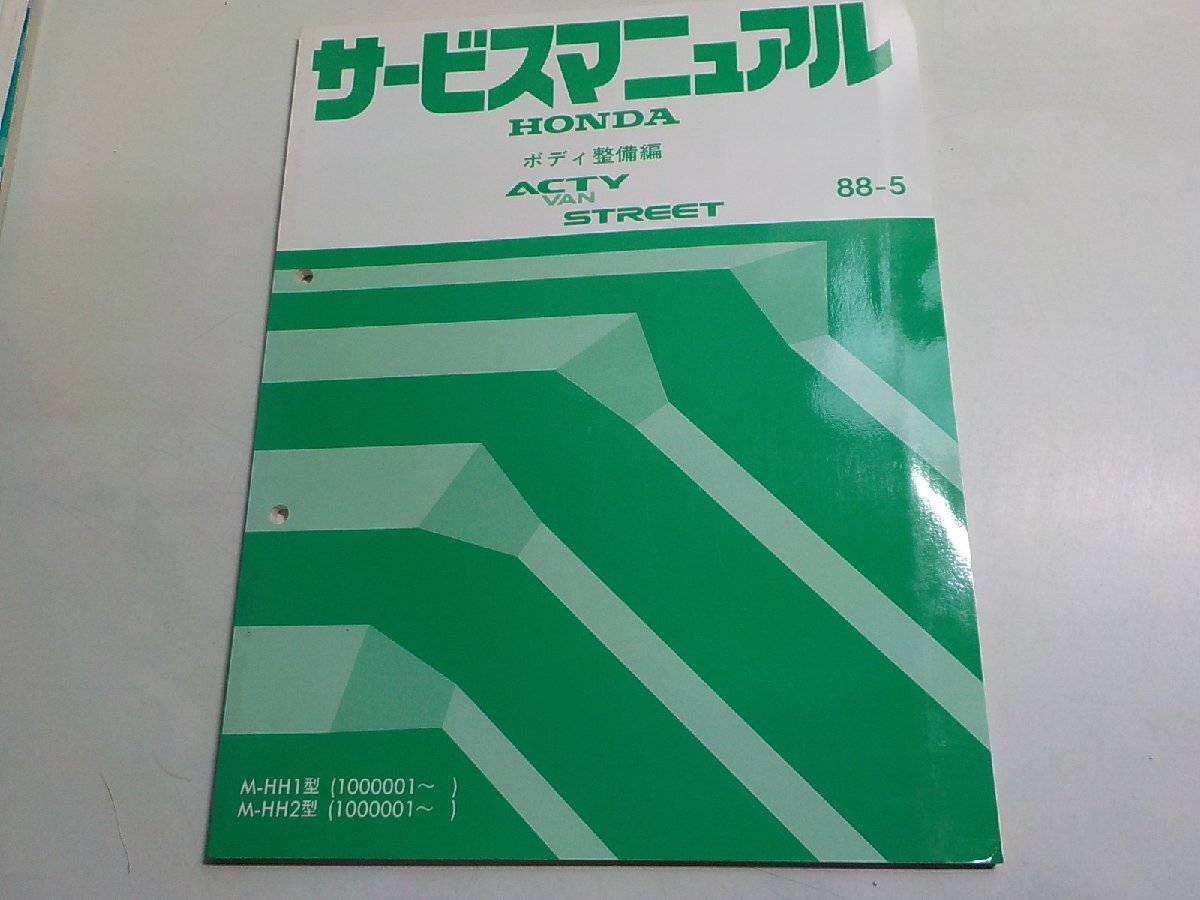 サービスマニュアル
HONDA
ボディ整備編
ACTY
VAN
STREET
88-5
M-HH1型 (1000001～ )
M-HH2型 (1000001～ )